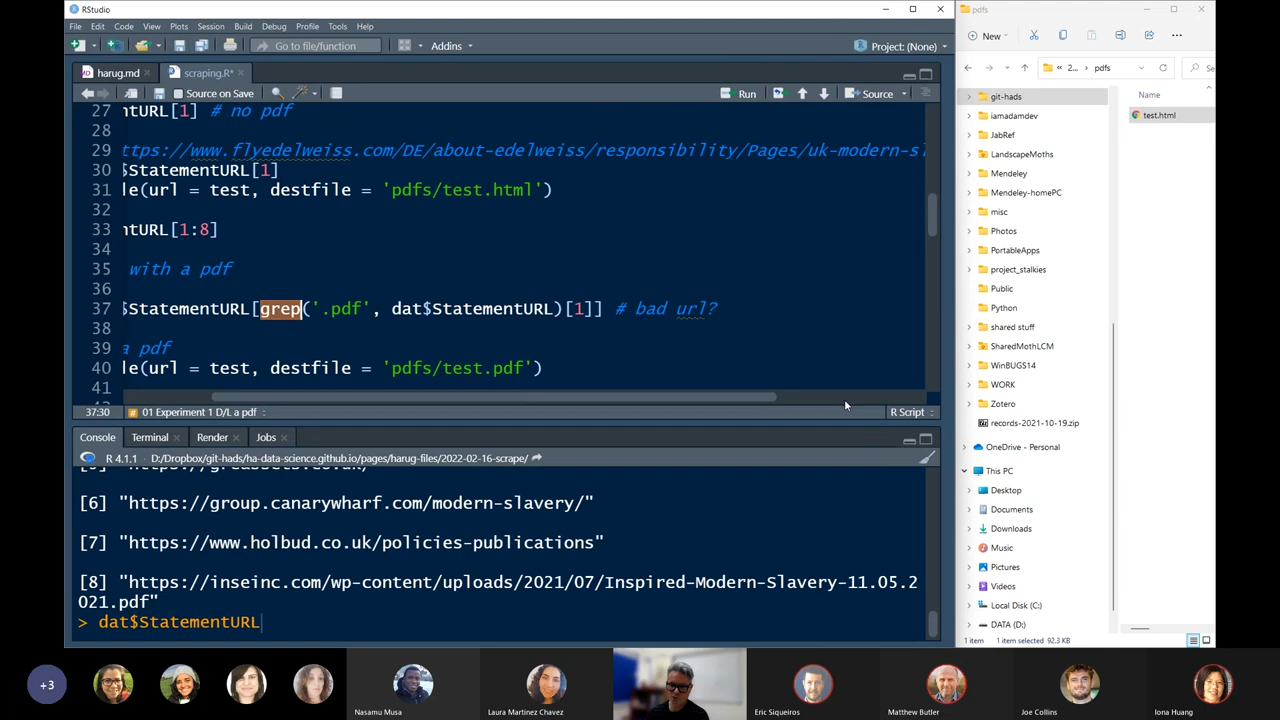 RStudio
File Edit Code View Plots Session Build Debug Profile Tools Help
Go to file/function
Addins
Project: (None)
harug.md
scraping.R*
Source on Save
Run
Source
27 ntURL[1] # no pdf
28
29 ttps://www.flyedelweiss.com/DE/about-edelweiss/responsibility/Pages/uk-modern-sl
30 $StatementURL[1]
31 le(url = test, destfile = 'pdfs/test.html')
32
33 ntURL[1:8]
34
35 with a pdf
36
37 $StatementURL[grep('.pdf', dat$StatementURL)[1]] # bad url?
38
39 a pdf
40 le(url = test, destfile = 'pdfs/test.pdf')
41
37:30
01 Experiment 1 D/L a pdf
R Script
Console Terminal Render Jobs
R 4.1.1 · D:/Dropbox/git-hads/ha-data-science.github.io/pages/harug-files/2022-02-16-scrape/
[6] "https://group.canarywharf.com/modern-slavery/"
[7] "https://www.holbud.co.uk/policies-publications"
[8] "https://inseinc.com/wp-content/uploads/2021/07/Inspired-Modern-Slavery-11.05.2
021.pdf"
> dat$StatementURL
pdfs
New
« 2... › pdfs
Se
git-hads
iamadamdev
JabRef
LandscapeMoths
Mendeley
Mendeley-homePC
misc
Photos
PortableApps
project_stalkies
Public
Python
shared stuff
SharedMothLCM
WinBUGS14
WORK
Zotero
records-2021-10-19.zip
OneDrive - Personal
This PC
Desktop
Documents
Downloads
Music
Pictures
Videos
Local Disk (C:)
DATA (D:)
Name
test.html
1 item
1 item selected 92.3 KB
+3
Nasamu Musa
Laura Martinez Chavez
Eric Siqueiros
Matthew Butler
Joe Collins
Iona Huang